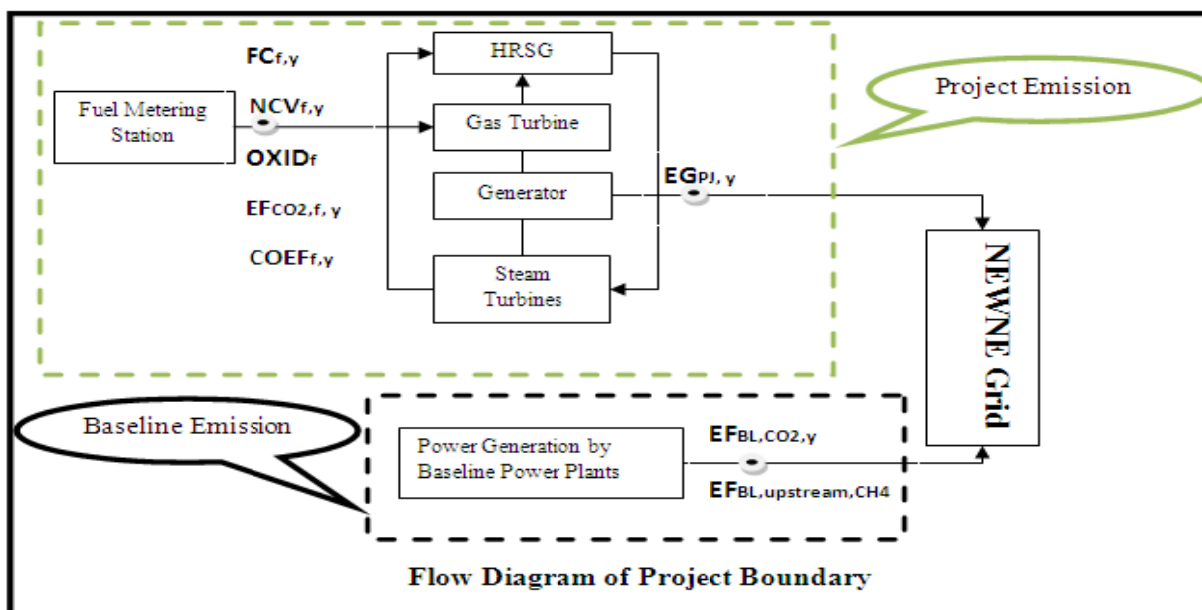 FCf,y
HRSG
Project Emission
Fuel Metering
Station
NCVf,y
Gas Turbine
OXIDf
EGPJ, y
Generator
EFCO2,f, y
COEFf,y
Steam
Turbines
NEWNE Grid
Baseline Emission
Power Generation by
Baseline Power Plants
EFBL,CO2,y
EFBL,upstream,CH4
Flow Diagram of Project Boundary